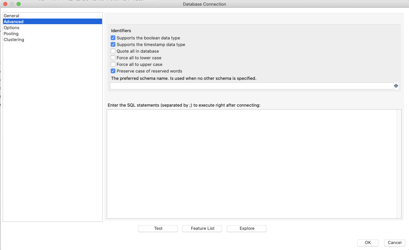 Database Connection
General
Advanced
Options
Pooling
Clustering
Identifiers
Supports the boolean data type
Supports the timestamp data type
Quote all in database
Force all to lower case
Force all to upper case
Preserve case of reserved words
The preferred schema name. Is used when no other schema is specified.
Enter the SQL statements (separated by ;) to execute right after connecting:
Test
Feature List
Explore
OK
Cancel